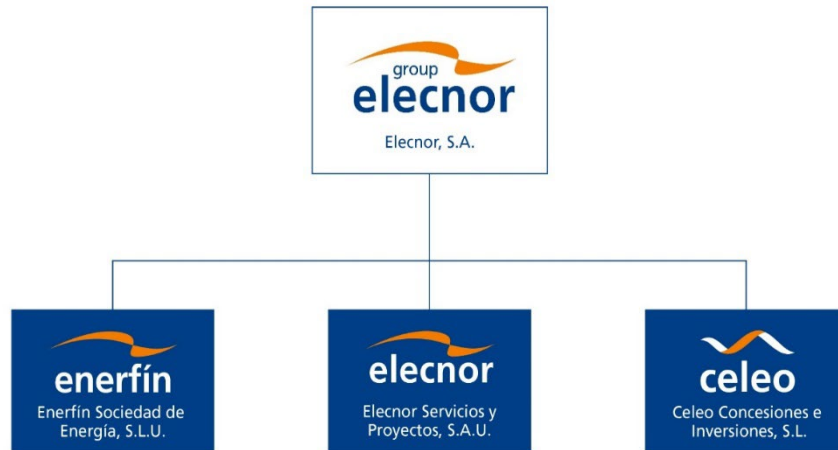 group
elecnor
Elecnor, S.A.
enerfín
Enerfín Sociedad de
Energía, S.L.U.
elecnor
Elecnor Servicios y
Proyectos, S.A.U.
celeo
Celeo Concesiones e
Inversiones, S.L.